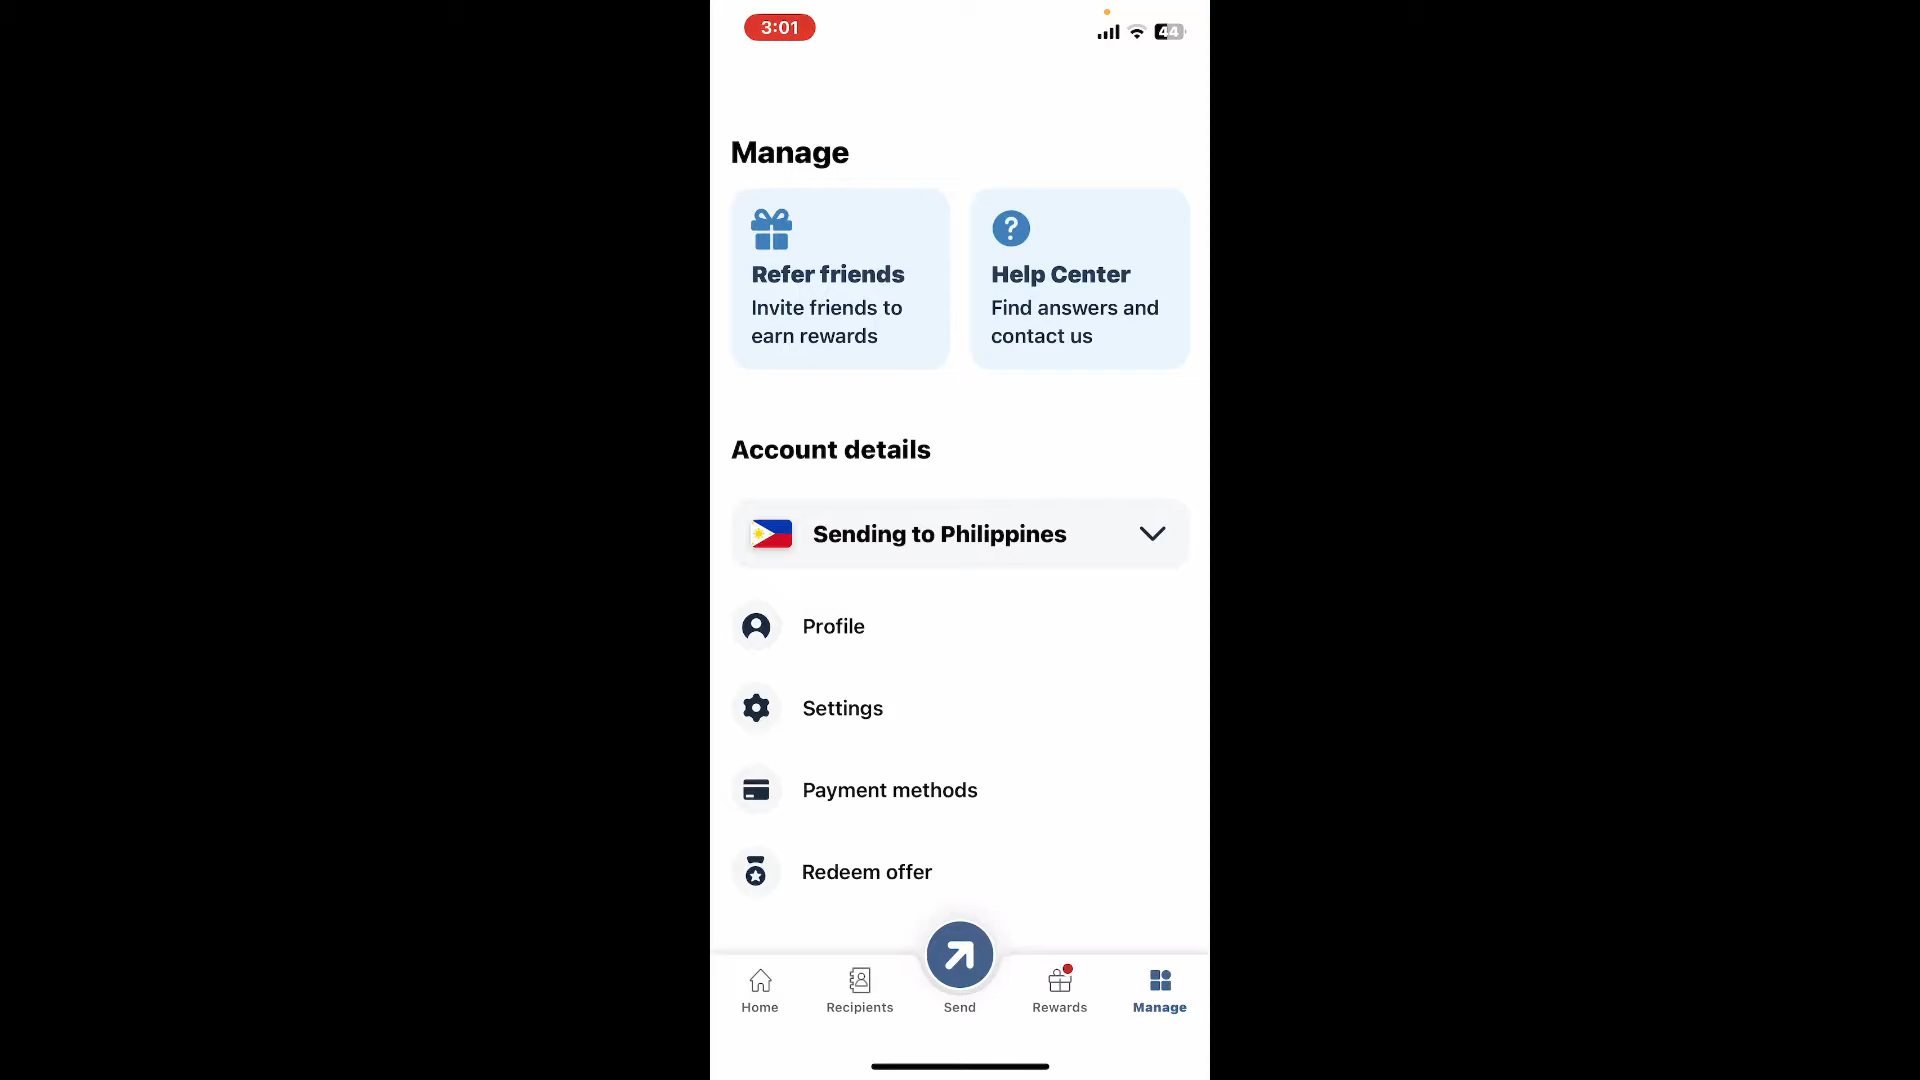 3:01
44
Manage
Refer friends
Invite friends to
earn rewards
Help Center
Find answers and
contact us
Account details
Sending to Philippines
Profile
Settings
Payment methods
Redeem offer
Home
Recipients
Send
Rewards
Manage